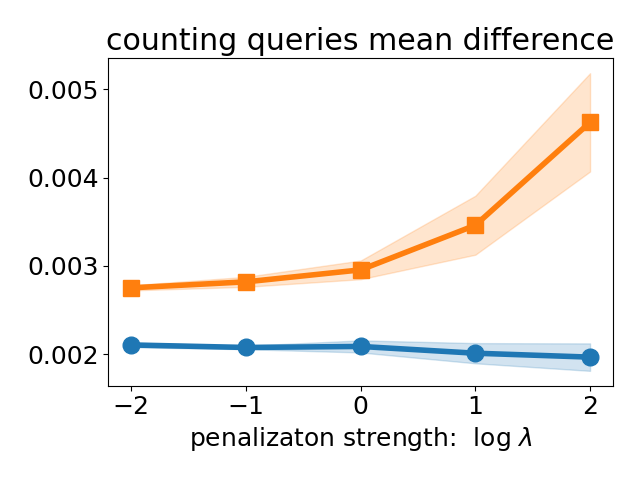 counting queries mean difference
0.005
0.004
0.003
0.002
−2 −1 0 1 2
penalizaton strength: log λ